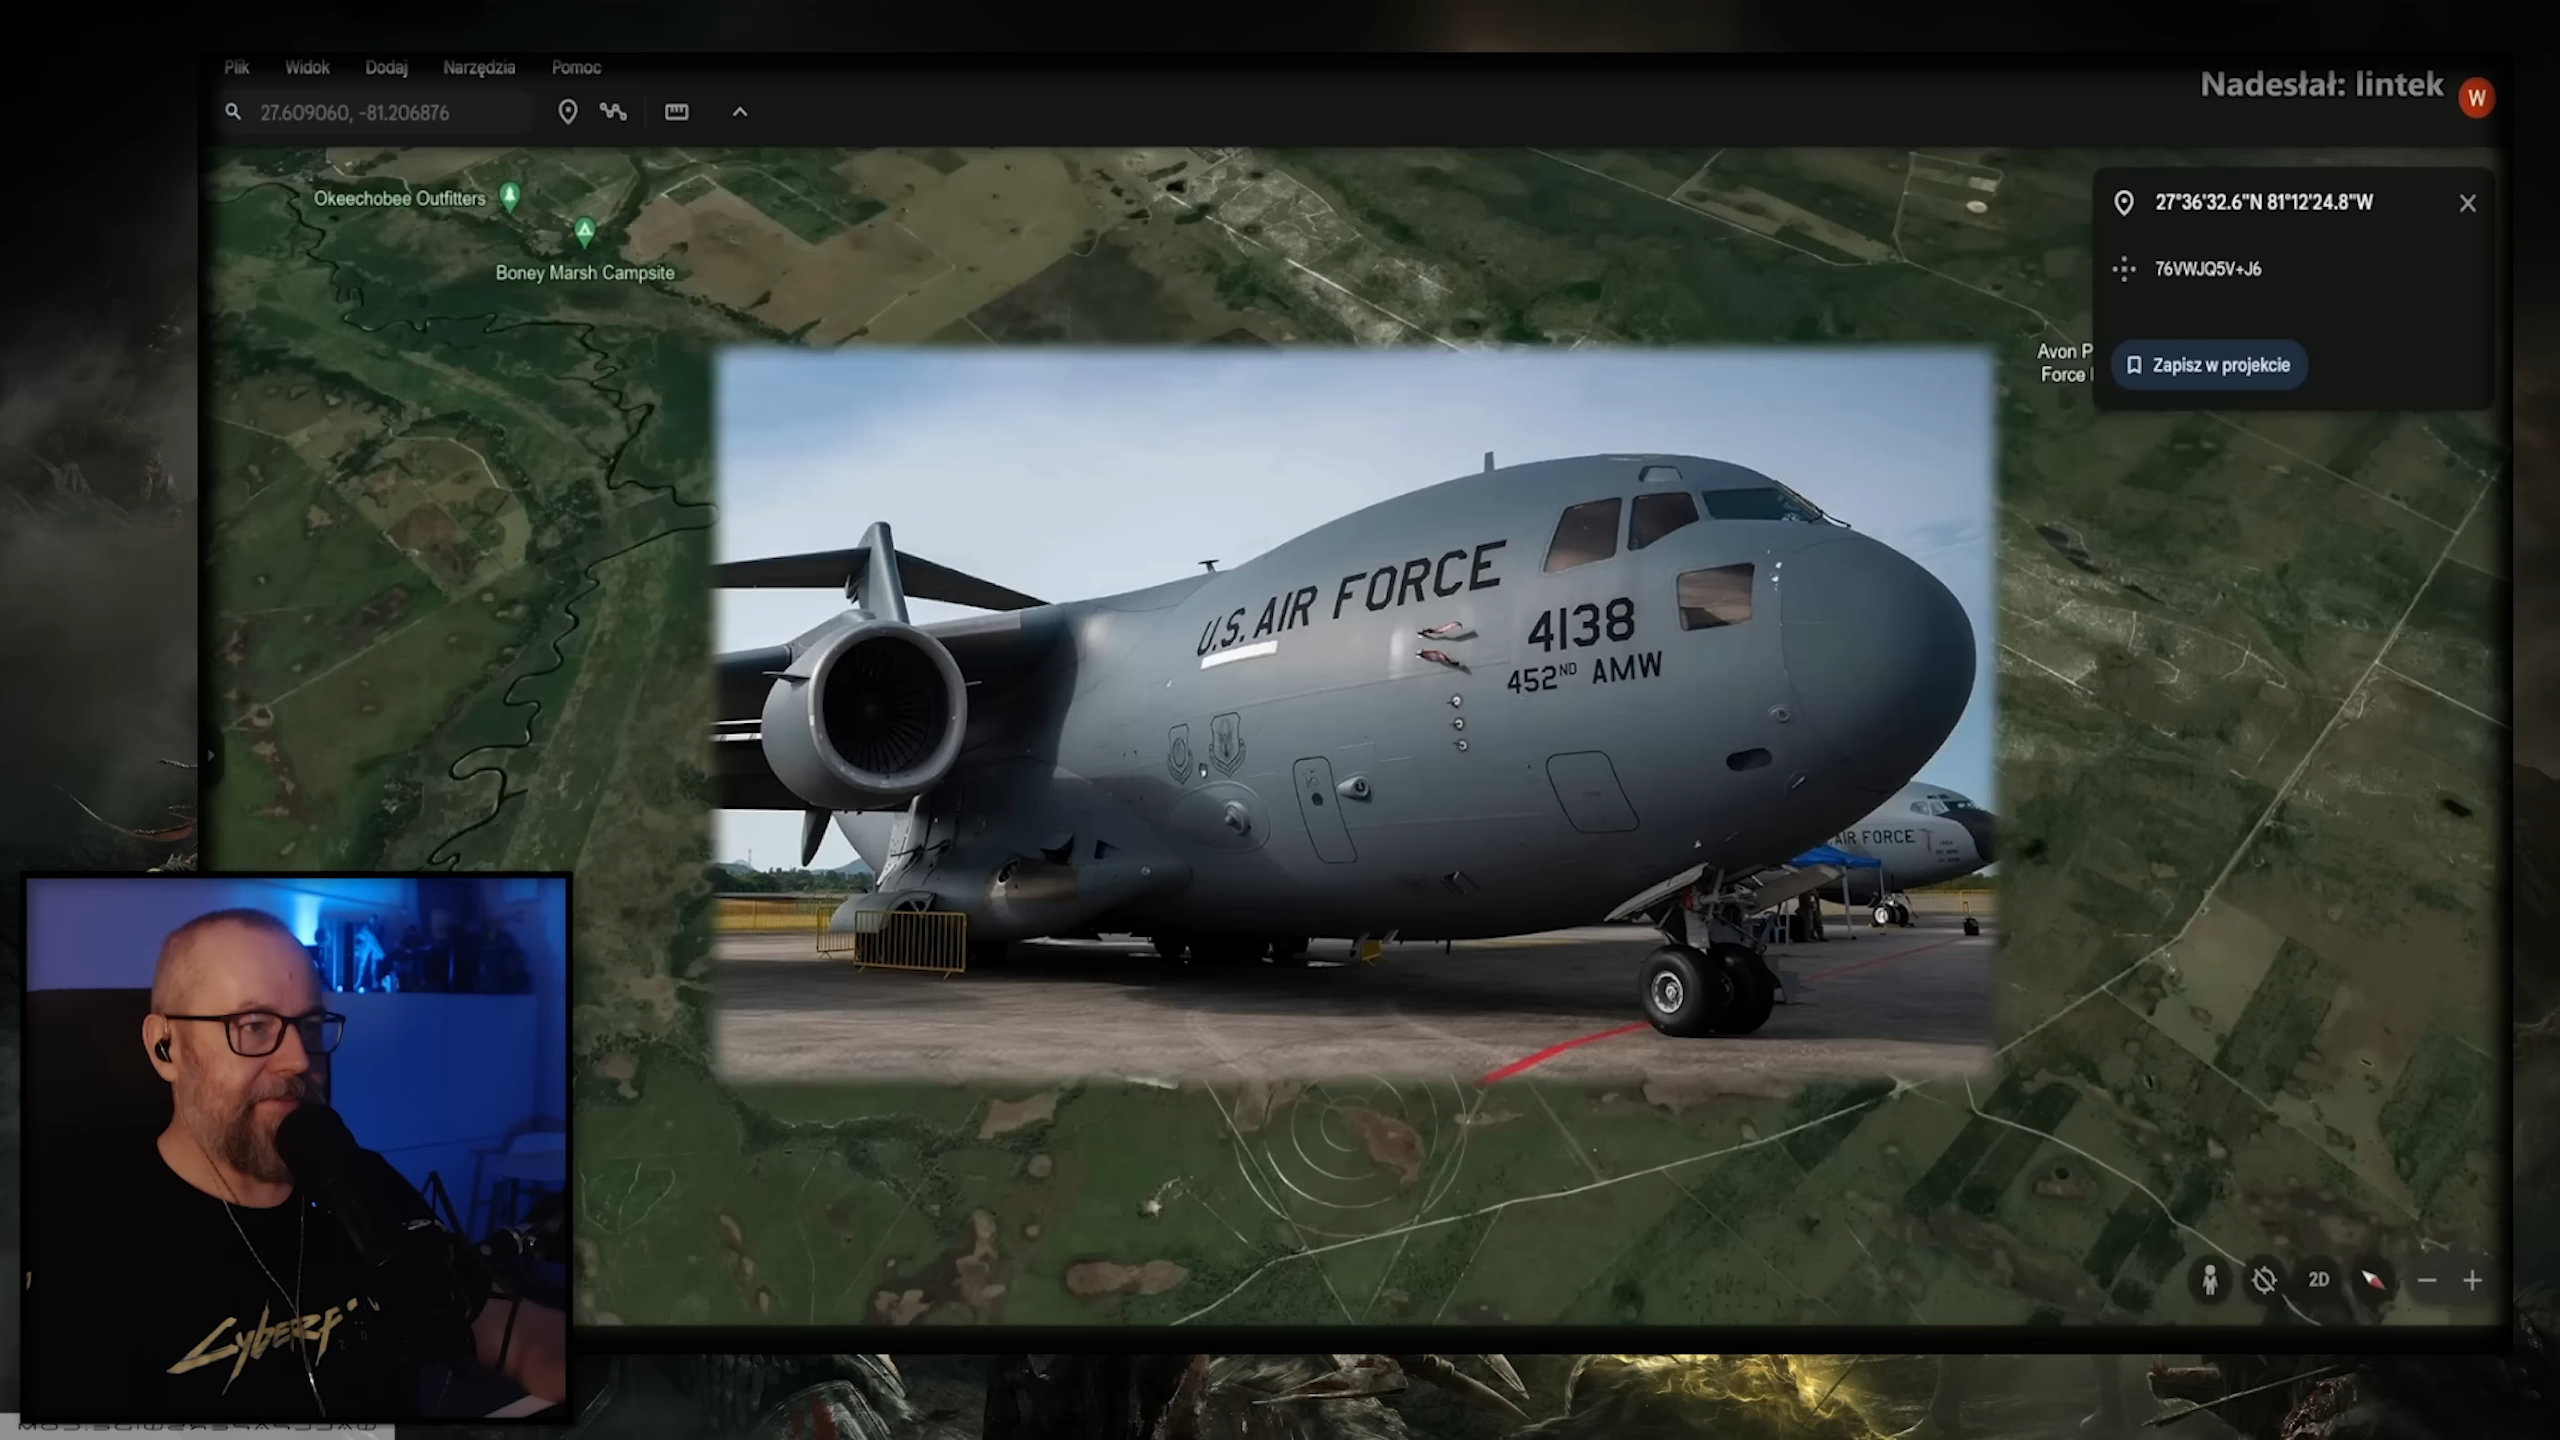 Plik Widok Dodaj Narzędzia Pomoc
27.609060, -81.206876
Nadesłał: lintek
W
Okeechobee Outfitters
Boney Marsh Campsite
27°36'32.6"N 81°12'24.8"W
76VWJQ5V+J6
Avon P
Force
Zapisz w projekcie
U.S. AIR FORCE
4138
452ND AMW
AIR FORCE
2D